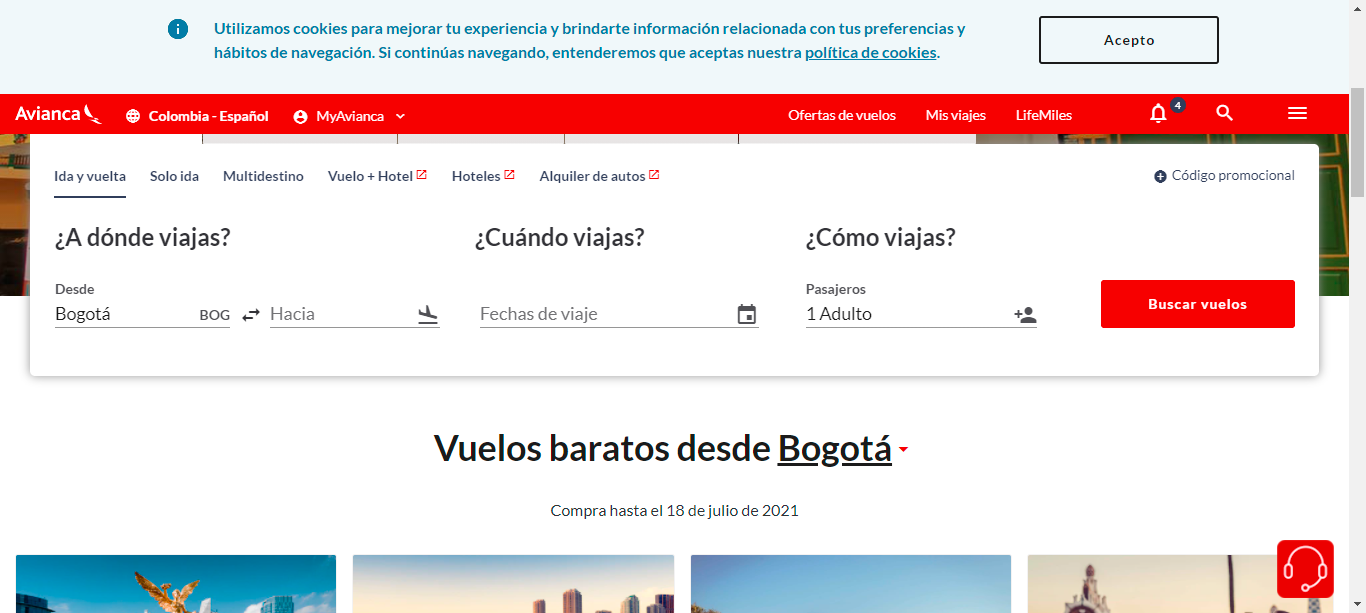 Utilizamos cookies para mejorar tu experiencia y brindarte información relacionada con tus preferencias y
hábitos de navegación. Si continúas navegando, entenderemos que aceptas nuestra política de cookies.
Acepto
Avianca
Colombia - Español
MyAvianca
Ofertas de vuelos
Mis viajes
LifeMiles
4
Ida y vuelta
Solo ida
Multidestino
Vuelo + Hotel
Hoteles
Alquiler de autos
Código promocional
¿A dónde viajas?
¿Cuándo viajas?
¿Cómo viajas?
Desde
Bogotá
BOG
Hacia
Fechas de viaje
Pasajeros
1 Adulto
Buscar vuelos
Vuelos baratos desde Bogotá
Compra hasta el 18 de julio de 2021